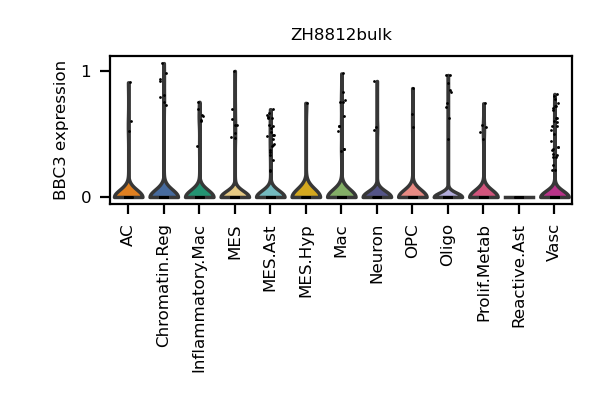 ZH8812bulk
BBC3 expression
1
0
AC
Chromatin.Reg
Inflammatory.Mac
MES
MES.Ast
MES.Hyp
Mac
Neuron
OPC
Oligo
Prolif.Metab
Reactive.Ast
Vasc